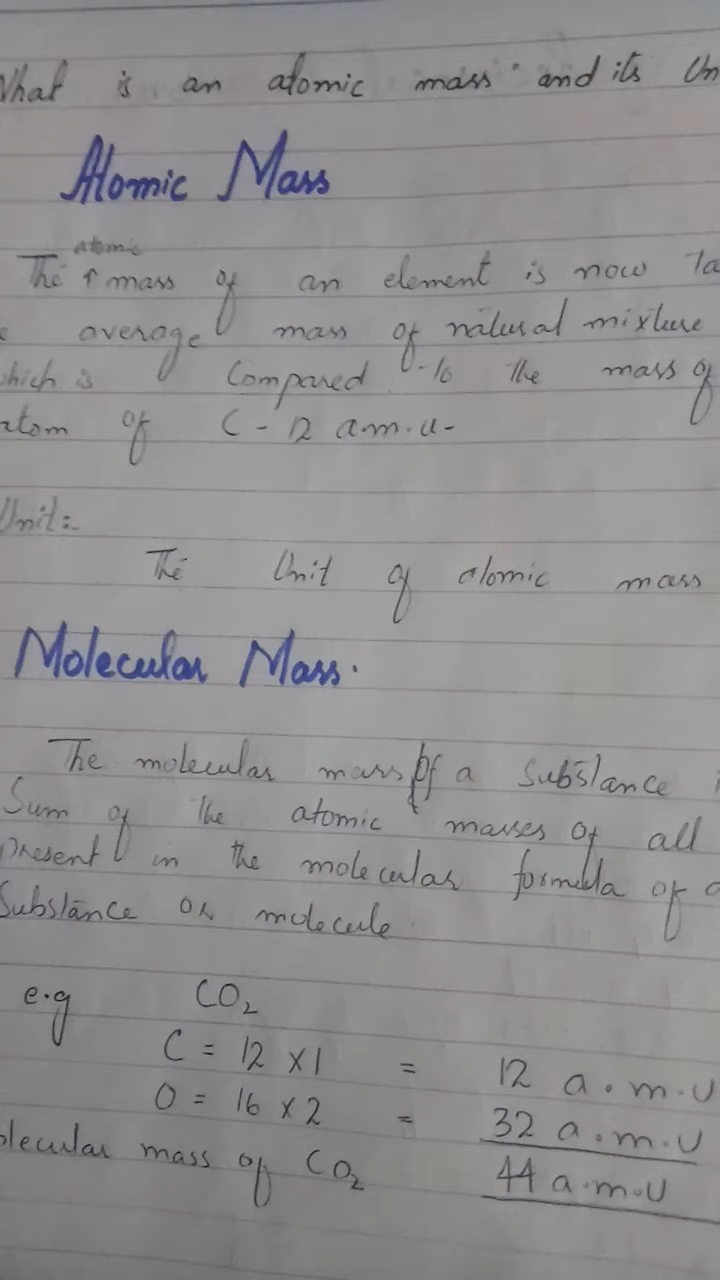 What is an atomic mass and its Un
Atomic Mass
atomic
The ↑ mass of an element is now ta
e average mass of natural mixture
which is Compared to the mass of
atom of C - 12 a.m.u-
Unit:-
The Unit of atomic mass
Molecular Mass.
The molecular mass of a Substance i
Sum of the atomic masses of all
present in the molecular formula of a
Substance or molecule.
e.g CO₂
C = 12 × 1 = 12 a.m.u
O = 16 × 2 = 32 a.m.u
olecular mass of CO₂ 44 a.m.u